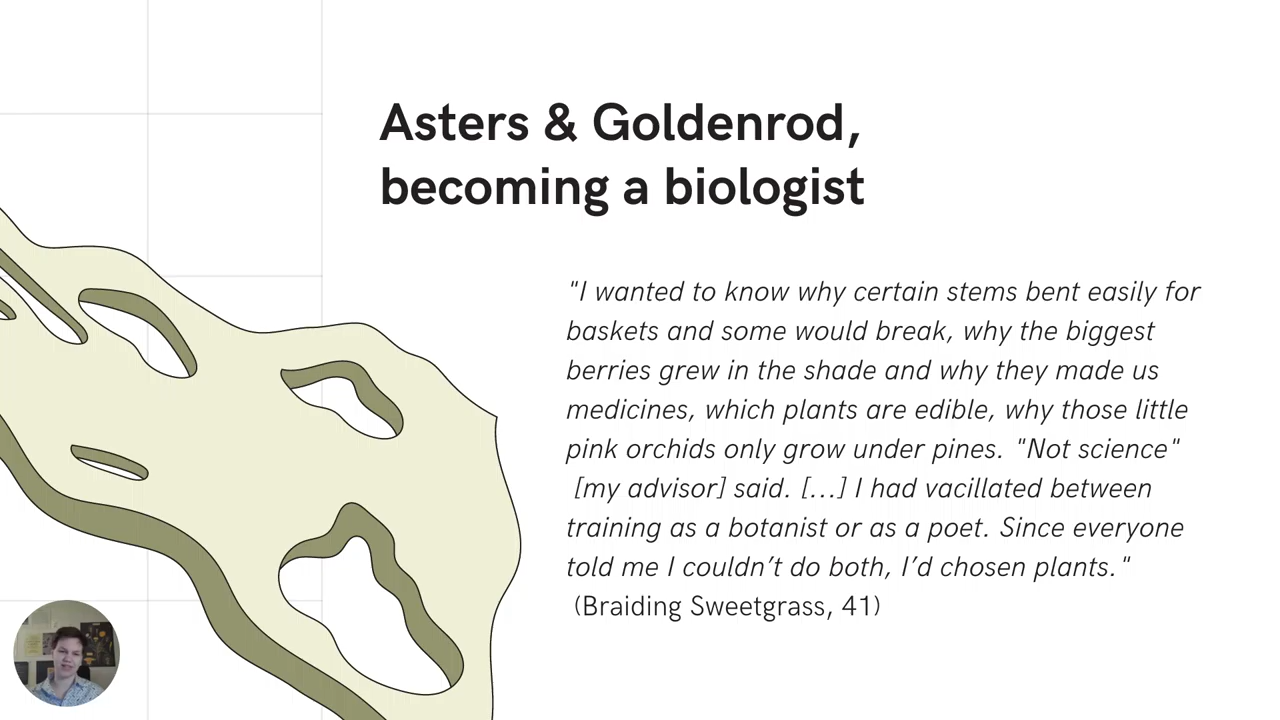 Asters & Goldenrod,
becoming a biologist
"I wanted to know why certain stems bent easily for
baskets and some would break, why the biggest
berries grew in the shade and why they made us
medicines, which plants are edible, why those little
pink orchids only grow under pines. "Not science"
[my advisor] said. [...] I had vacillated between
training as a botanist or as a poet. Since everyone
told me I couldn't do both, I'd chosen plants."
(Braiding Sweetgrass, 41)